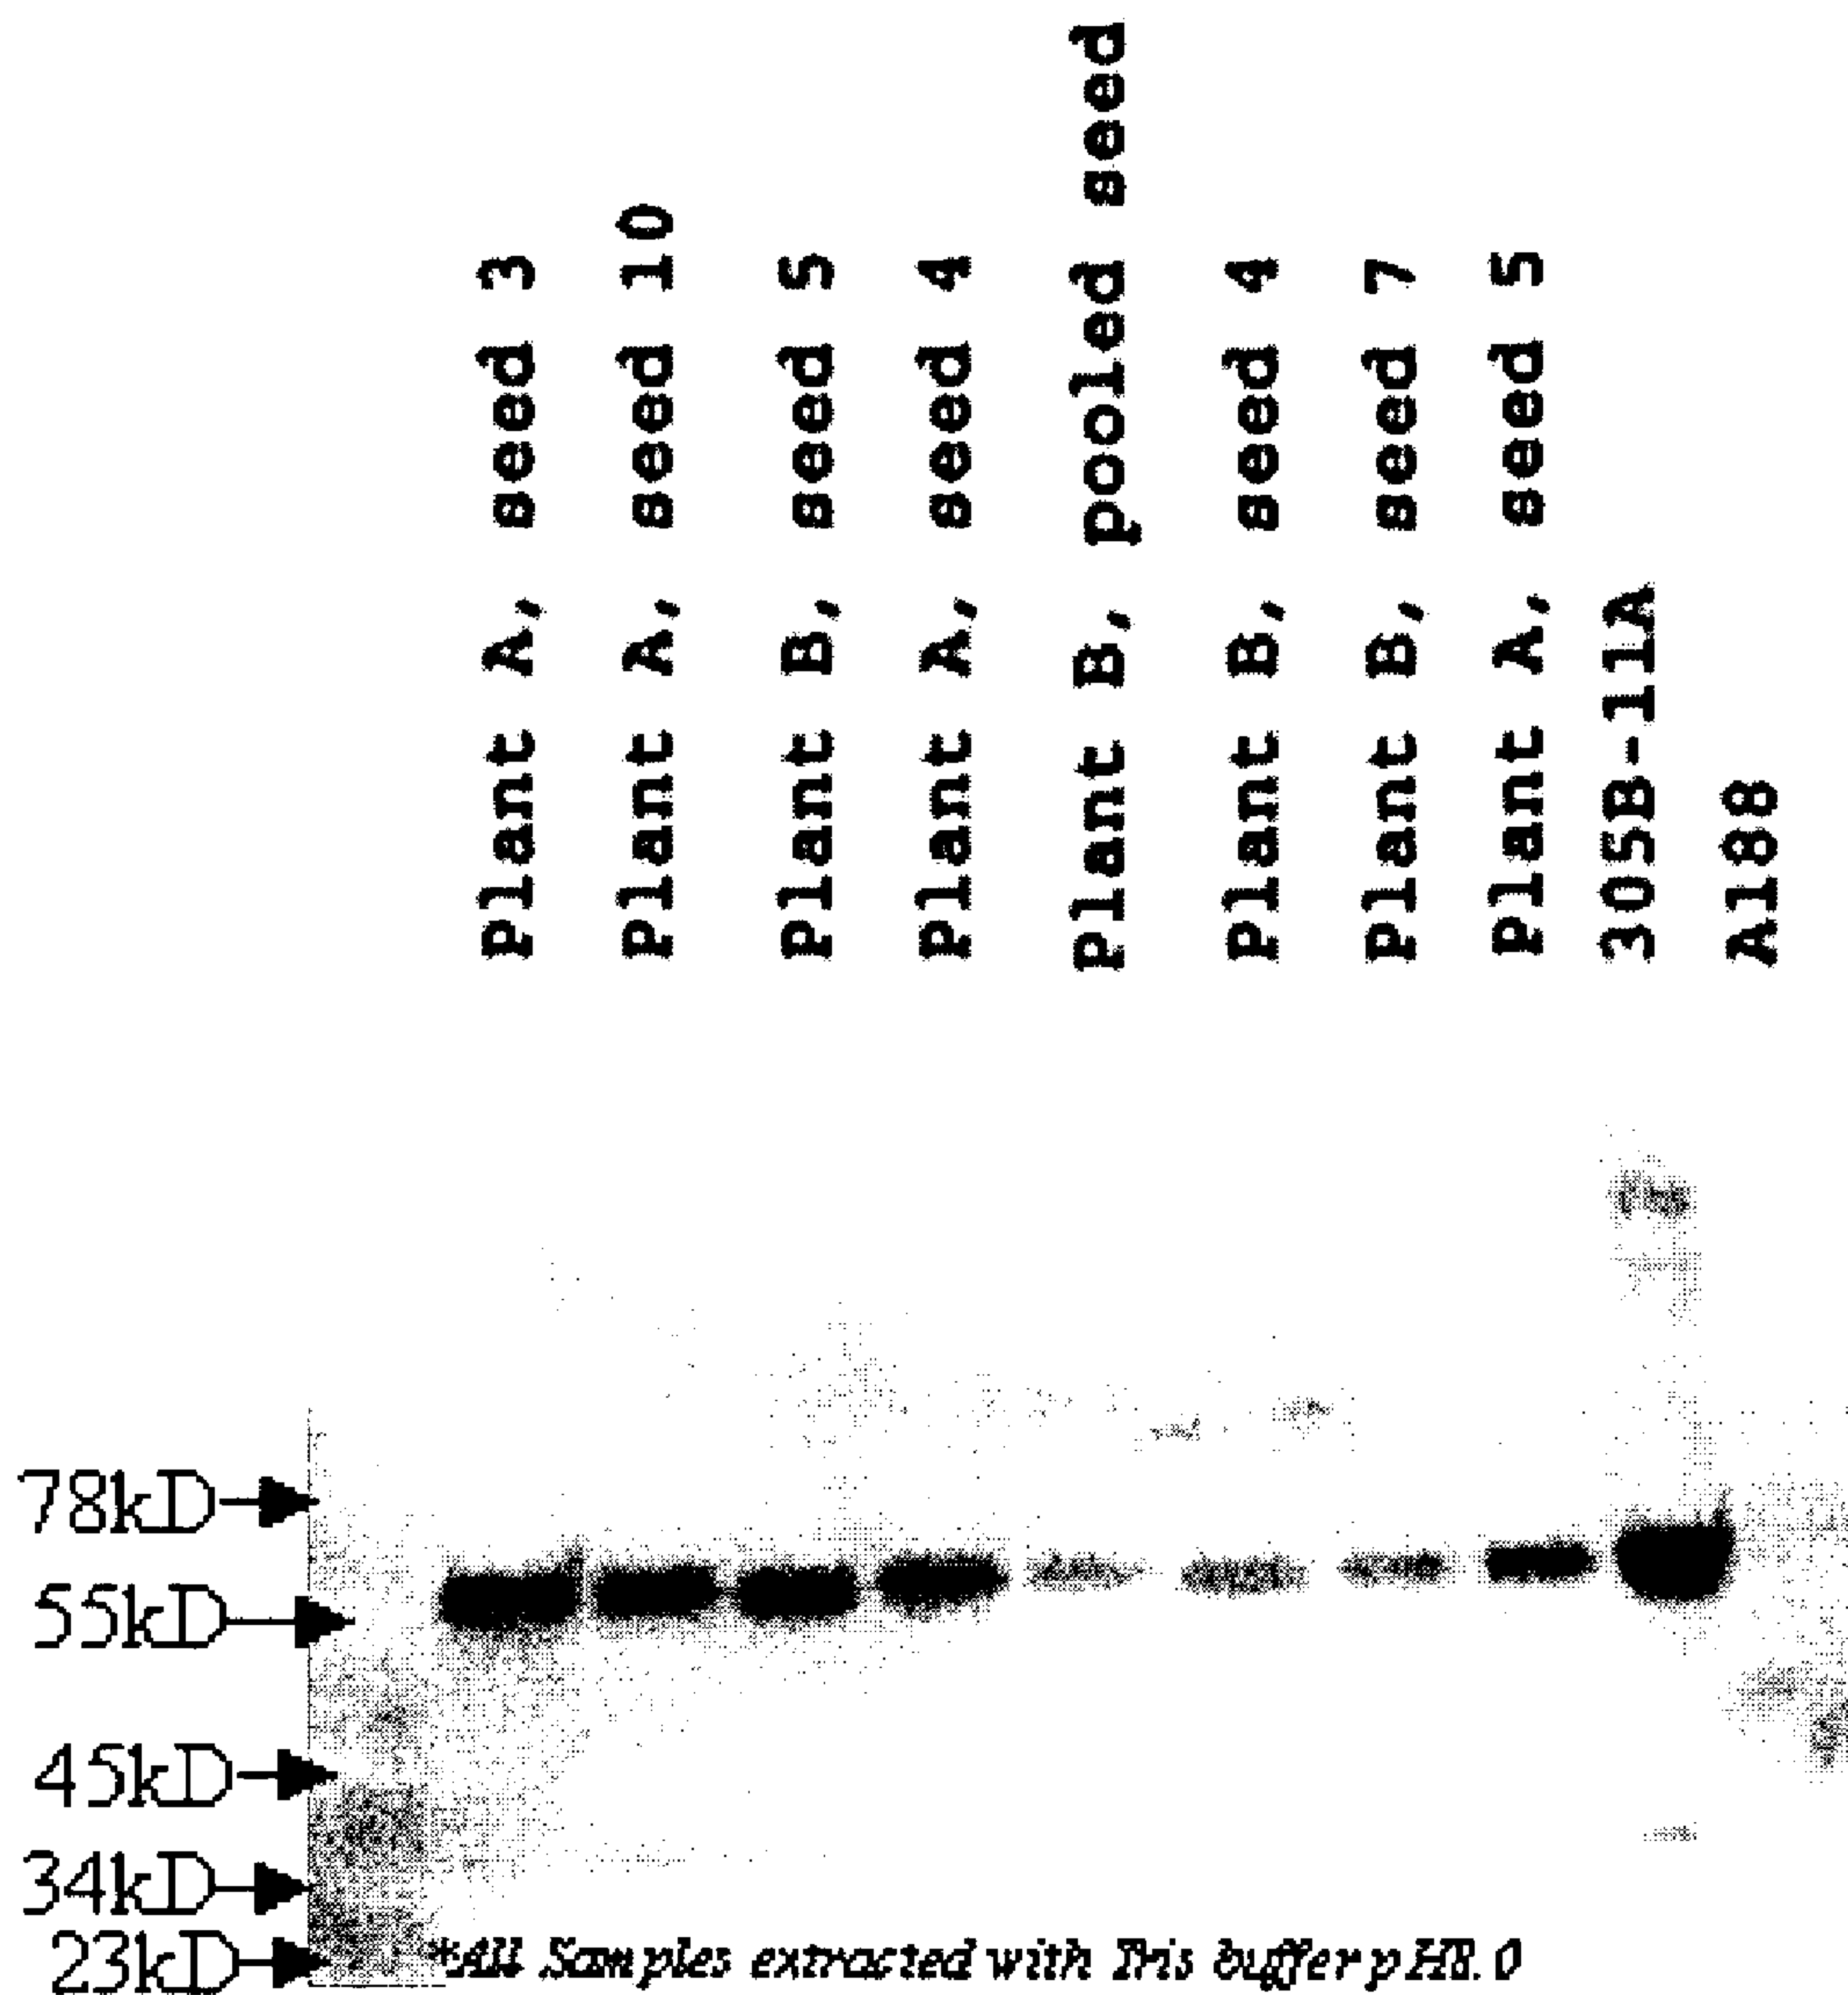 Plant A, seed 3
Plant A, seed 10
Plant B, seed 5
Plant A, seed 4
Plant B, pooled seed
Plant B, seed 4
Plant B, seed 7
Plant A, seed 5
305B-11A
A188
78kD
55kD
45kD
34kD
23kD
*All Samples extracted with Tris buffer pH8.0